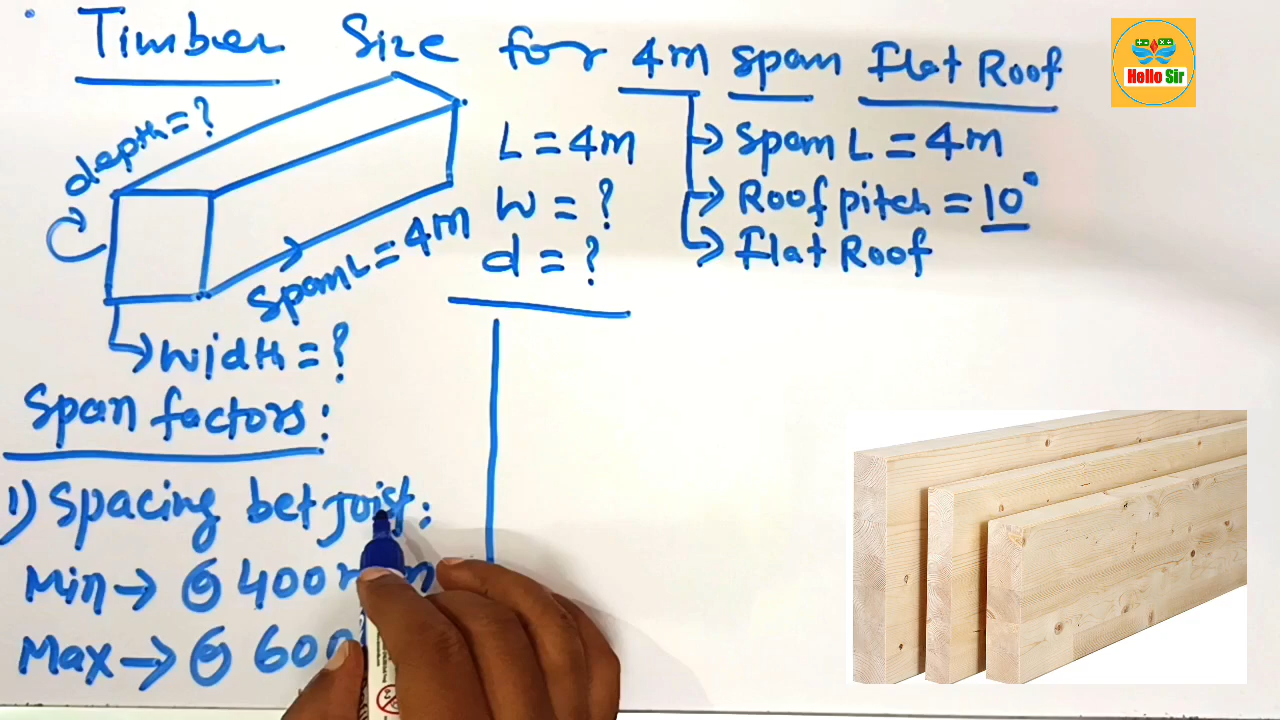 Timber Size for 4m span Flat Roof
Hello Sir
depth = ?
L = 4m
W = ?
d = ?
→ Span L = 4m
→ Roof pitch = 10°
→ Flat Roof
Span L = 4m
→ Width = ?
Span factors:
1) Spacing bet Joist:
Min → @ 400
Max → @ 600